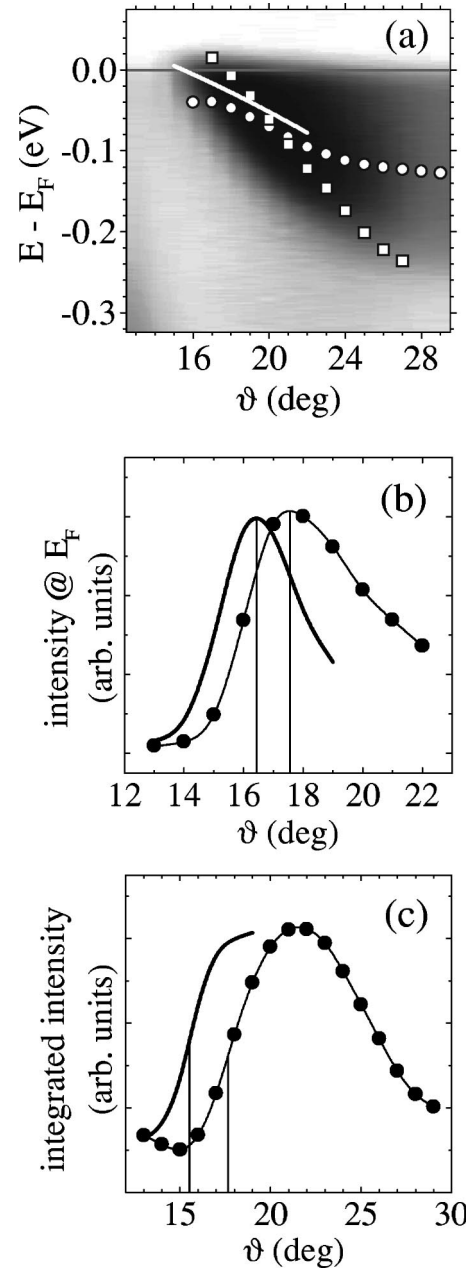 (a)
E - E_F (eV)
0.0
-0.1
-0.2
-0.3
16 20 24 28
ϑ (deg)
(b)
intensity @ E_F
(arb. units)
12 14 16 18 20 22
ϑ (deg)
(c)
integrated intensity
(arb. units)
15 20 25 30
ϑ (deg)